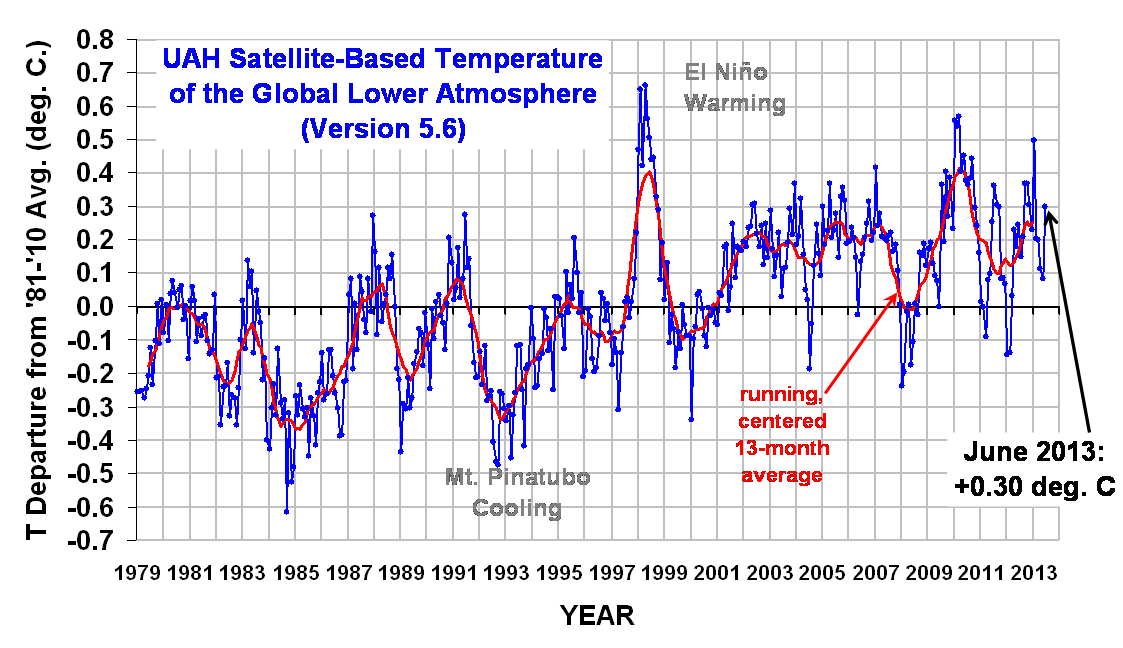 UAH Satellite-Based Temperature
of the Global Lower Atmosphere
(Version 5.6)
El Niño
Warming
T Departure from '81-'10 Avg. (deg. C.)
0.8
0.7
0.6
0.5
0.4
0.3
0.2
0.1
0.0
-0.1
-0.2
-0.3
-0.4
-0.5
-0.6
-0.7
running,
centered
13-month
average
June 2013:
+0.30 deg. C
Mt. Pinatubo
Cooling
1979 1981 1983 1985 1987 1989 1991 1993 1995 1997 1999 2001 2003 2005 2007 2009 2011 2013
YEAR